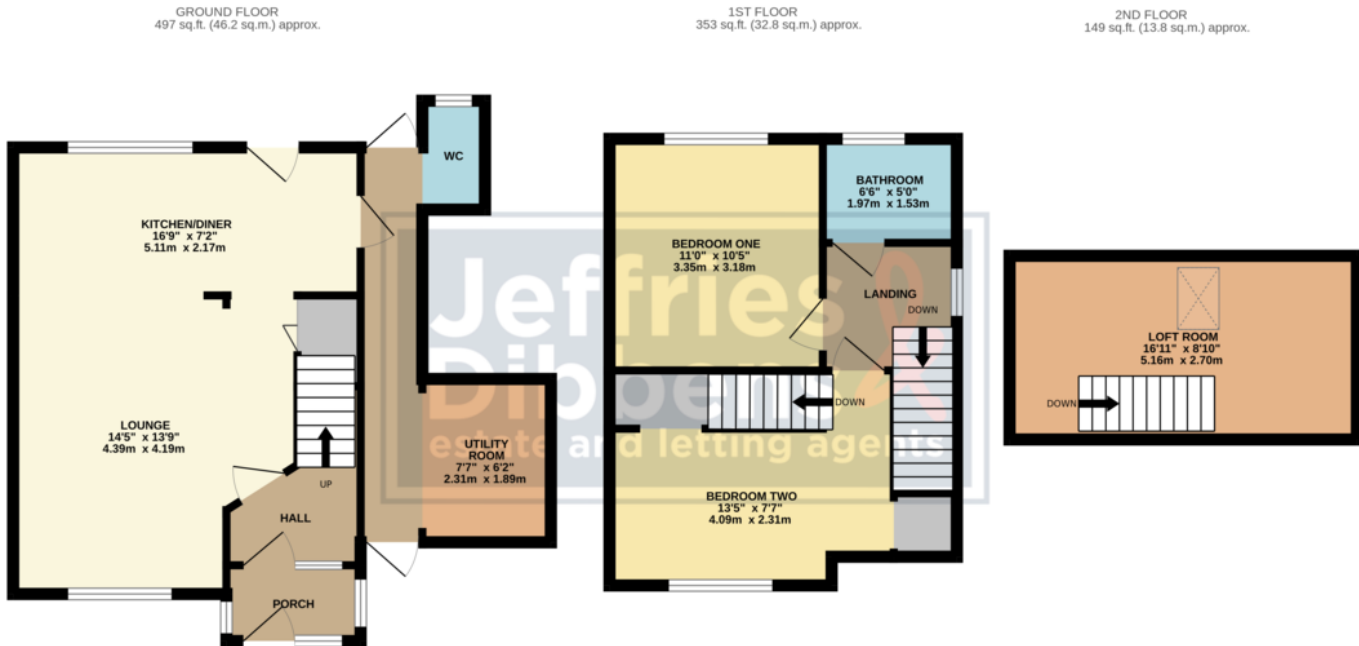 GROUND FLOOR
497 sq.ft. (46.2 sq.m.) approx.
1ST FLOOR
353 sq.ft. (32.8 sq.m.) approx.
2ND FLOOR
149 sq.ft. (13.8 sq.m.) approx.
WC
KITCHEN/DINER
16'9" x 7'2"
5.11m x 2.17m
LOUNGE
14'5" x 13'9"
4.39m x 4.19m
UP
HALL
PORCH
UTILITY
ROOM
7'7" x 6'2"
2.31m x 1.89m
BEDROOM ONE
11'0" x 10'5"
3.35m x 3.18m
BATHROOM
6'6" x 5'0"
1.97m x 1.53m
LANDING
DOWN
DOWN
BEDROOM TWO
13'5" x 7'7"
4.09m x 2.31m
LOFT ROOM
16'11" x 8'10"
5.16m x 2.70m
DOWN
Jeffries
Dibbens
estate and letting agents